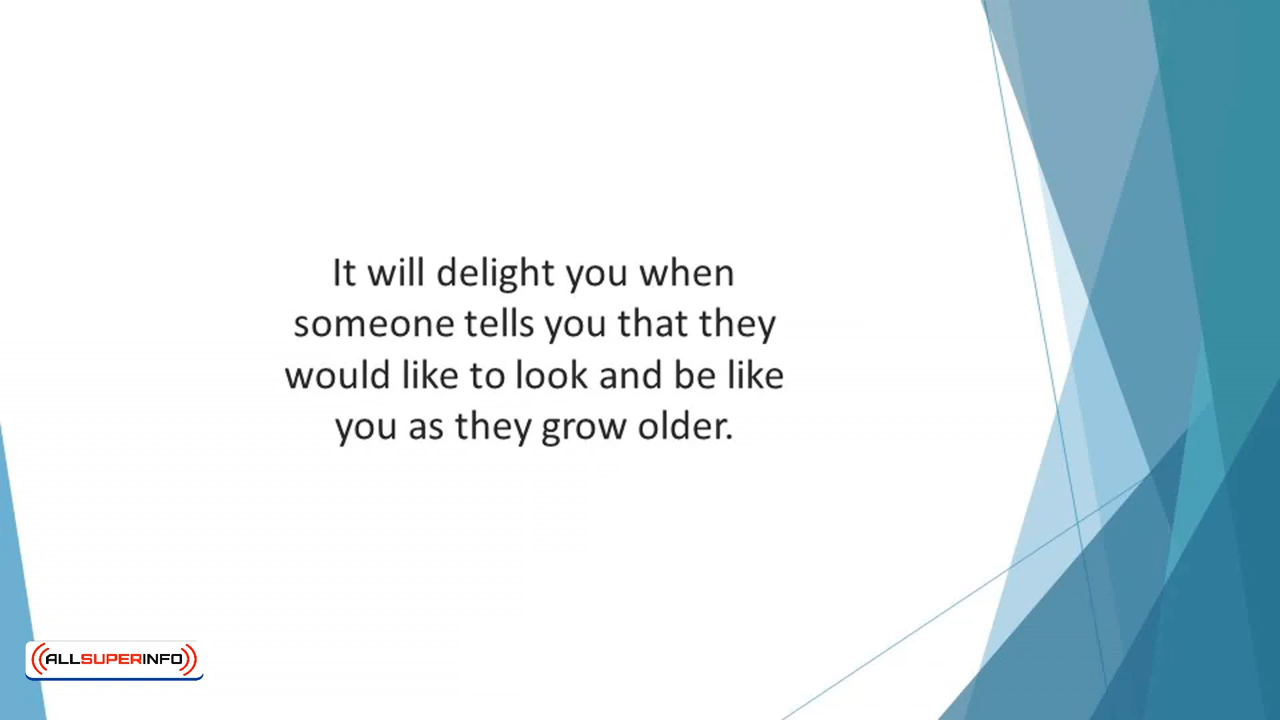 It will delight you when
someone tells you that they
would like to look and be like
you as they grow older.
ALLSUPERINFO